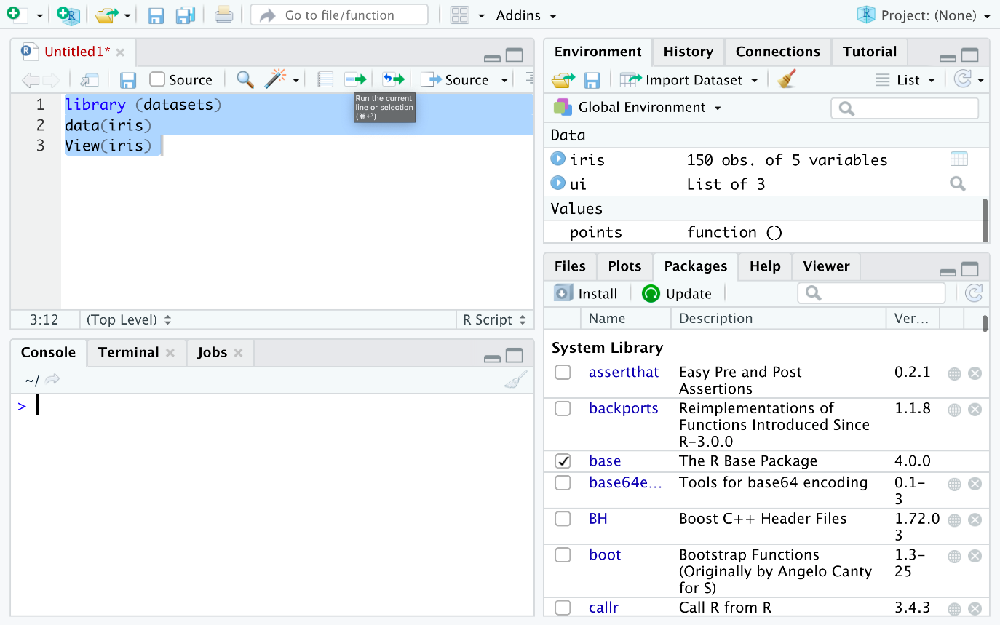 Go to file/function
Addins
Project: (None)
Untitled1*
Source
Source
Run the current
line or selection
(⌘⏎)
1 library (datasets)
2 data(iris)
3 View(iris)
3:12 (Top Level) R Script
Console Terminal Jobs
~/
>
Environment History Connections Tutorial
Import Dataset List
Global Environment
Data
iris 150 obs. of 5 variables
ui List of 3
Values
points function ()
Files Plots Packages Help Viewer
Install Update
Name Description Ver...
System Library
assertthat Easy Pre and Post 0.2.1
Assertions
backports Reimplementations of 1.1.8
Functions Introduced Since
R-3.0.0
base The R Base Package 4.0.0
base64e... Tools for base64 encoding 0.1-
3
BH Boost C++ Header Files 1.72.0
3
boot Bootstrap Functions 1.3-
(Originally by Angelo Canty 25
for S)
callr Call R from R 3.4.3